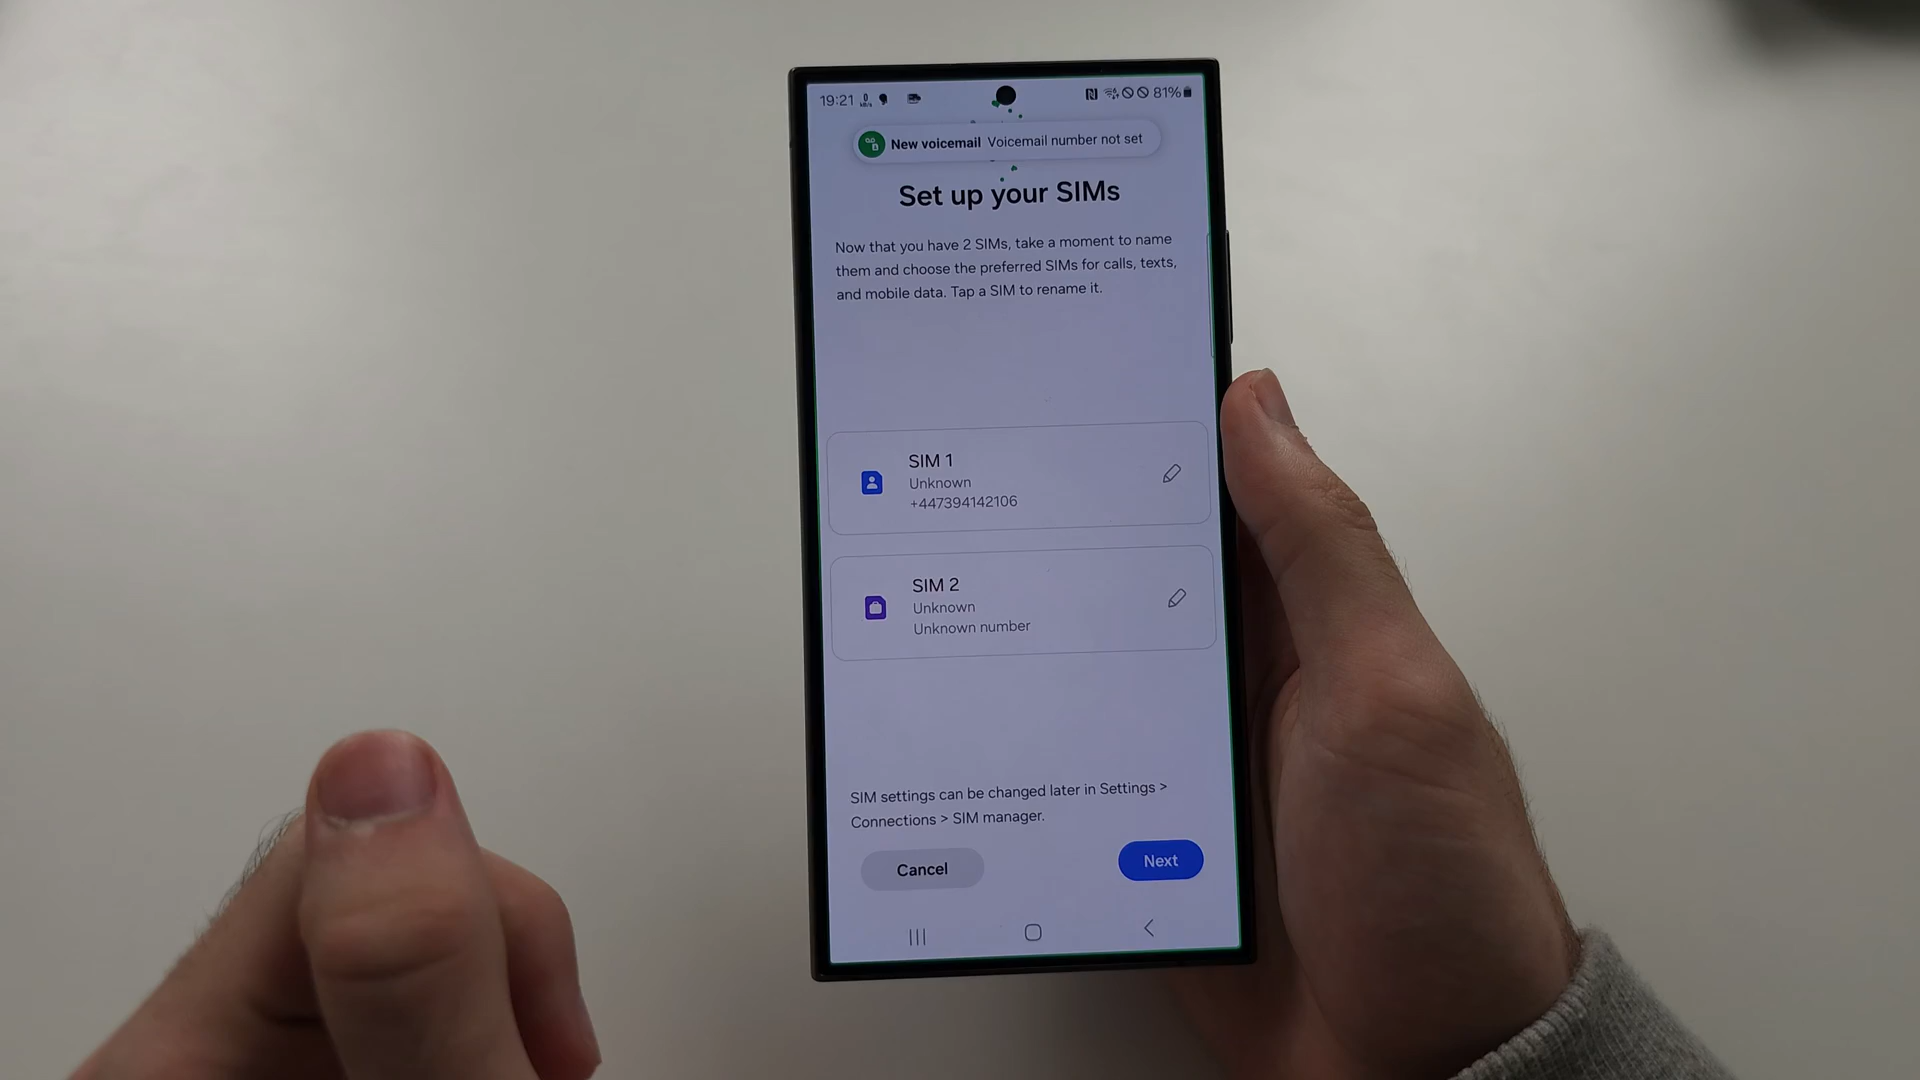 19:21
81%
New voicemail Voicemail number not set
Set up your SIMs
Now that you have 2 SIMs, take a moment to name
them and choose the preferred SIMs for calls, texts,
and mobile data. Tap a SIM to rename it.
SIM 1
Unknown
+447394142106
SIM 2
Unknown
Unknown number
SIM settings can be changed later in Settings >
Connections > SIM manager.
Cancel
Next